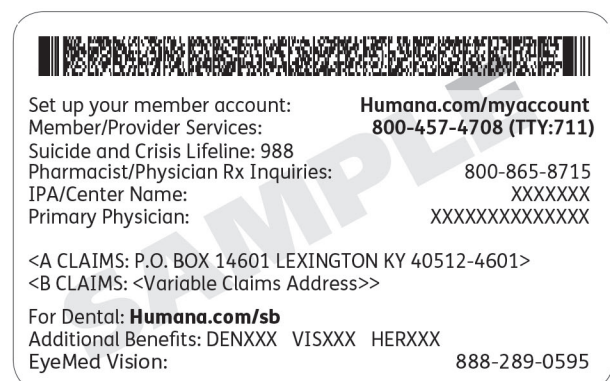 Set up your member account: Humana.com/myaccount
Member/Provider Services: 800-457-4708 (TTY:711)
Suicide and Crisis Lifeline: 988
Pharmacist/Physician Rx Inquiries: 800-865-8715
IPA/Center Name: XXXXXXX
Primary Physician: XXXXXXXXXXXXXX
<A CLAIMS: P.O. BOX 14601 LEXINGTON KY 40512-4601>
<B CLAIMS: <Variable Claims Address>>
For Dental: Humana.com/sb
Additional Benefits: DENXXX VISXXX HERXXX
EyeMed Vision: 888-289-0595
SAMPLE